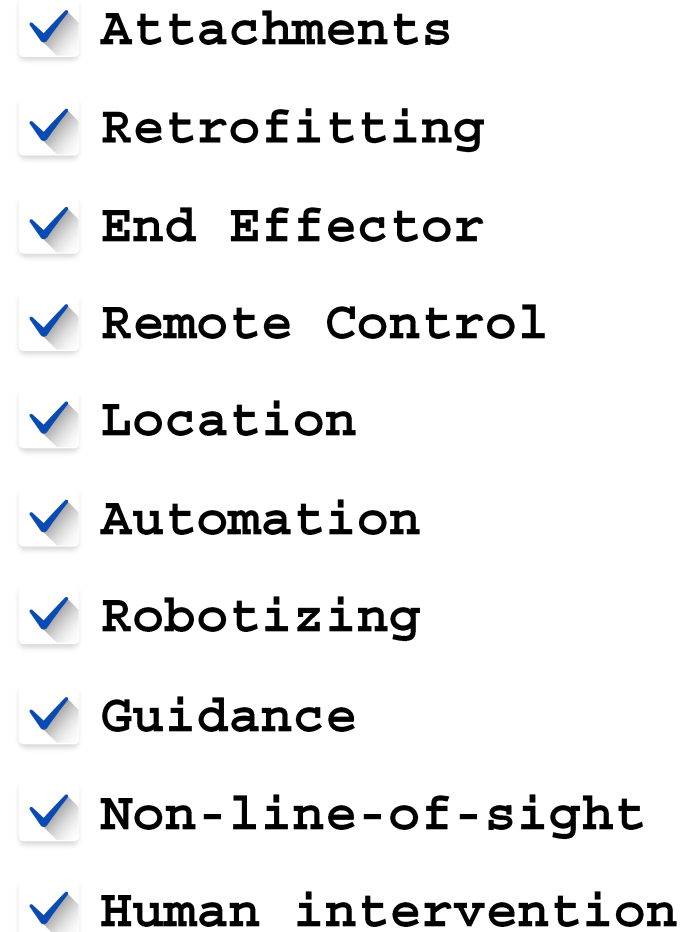 Attachments
Retrofitting
End Effector
Remote Control
Location
Automation
Robotizing
Guidance
Non-line-of-sight
Human intervention